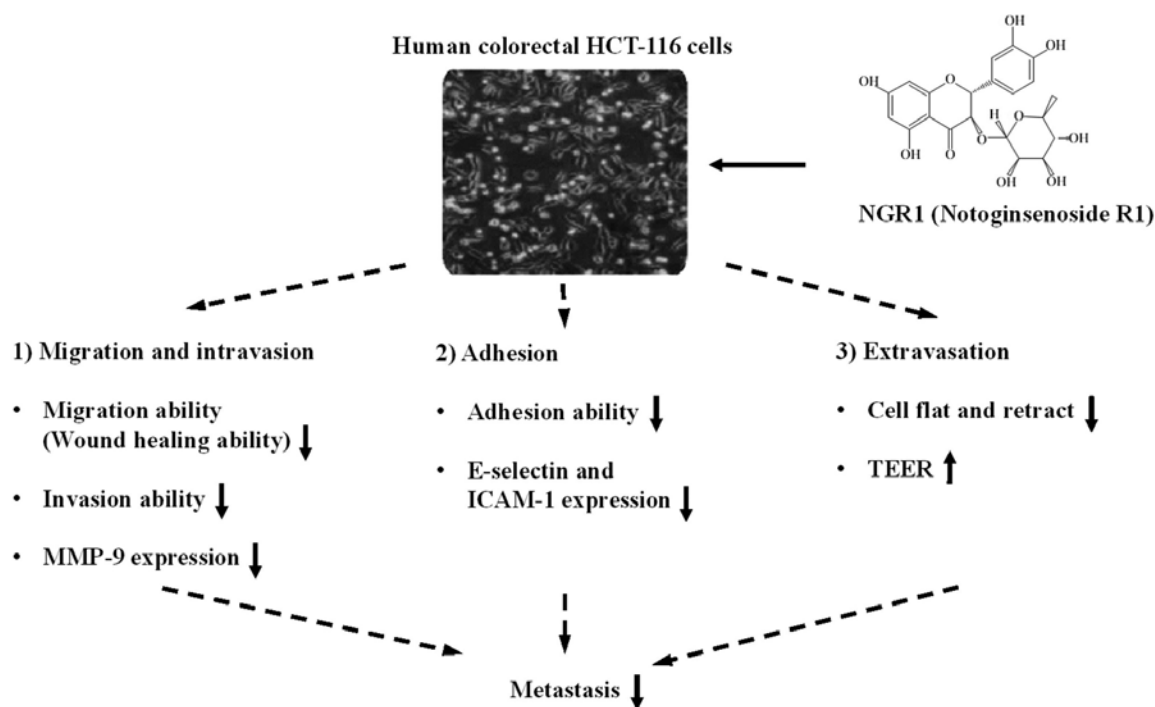 Human colorectal HCT-116 cells
OH
OH
HO
O
H
O
OH
O
O
OH
OH
OH
NGR1 (Notoginsenoside R1)
1) Migration and intravasion
• Migration ability
(Wound healing ability) ↓
• Invasion ability ↓
• MMP-9 expression ↓
2) Adhesion
• Adhesion ability ↓
• E-selectin and
ICAM-1 expression ↓
3) Extravasation
• Cell flat and retract ↓
• TEER ↑
Metastasis ↓